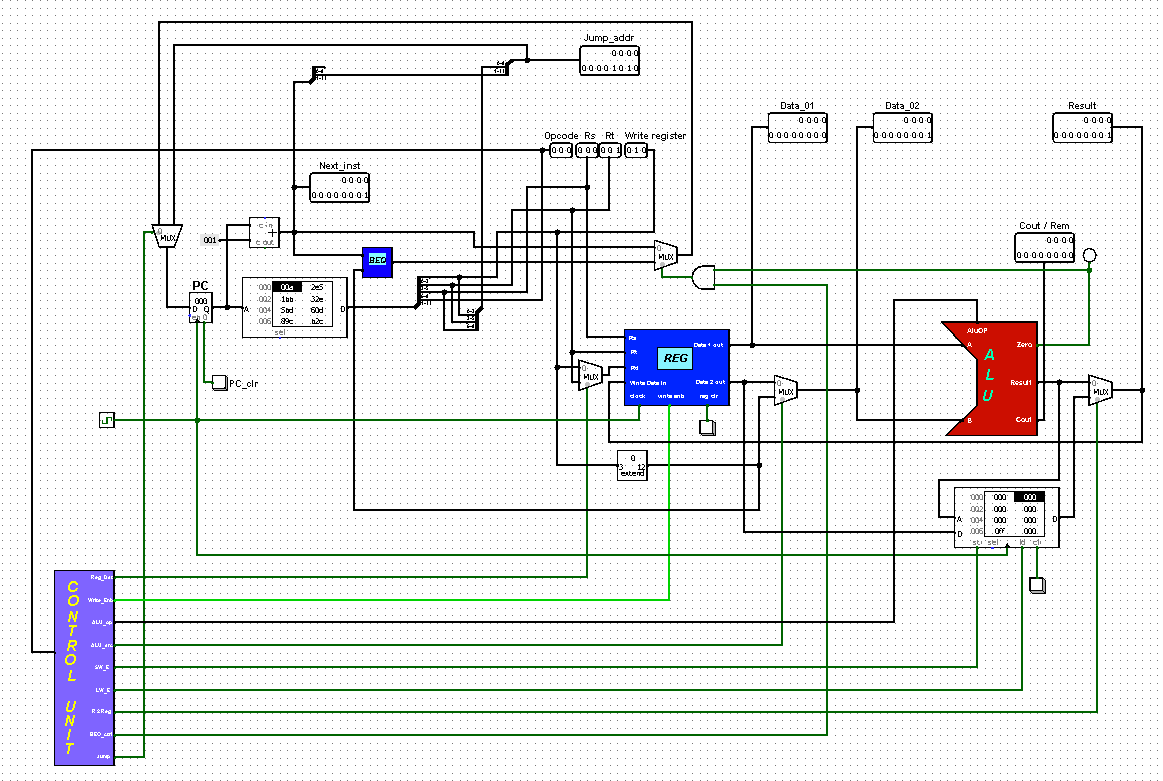 Jump_addr
-0-0-0-0
0 0 0 0 1 0 1 0
Data_01
-0-0-0-0
0 0 0 0 0 0 0 0
Data_02
-0-0-0-0
0 0 0 0 0 0 0 1
Result
-0-0-0-0
0 0 0 0 0 0 0 1
Opcode Rs Rt Write register
0 0 0
0 0 0
0 0 1
0 1 0
Next_inst
-0-0-0-0
0 0 0 0 0 0 0 1
MUX
001
c in
+
c out
BEQ
MUX
Cout / Rem
0-0-0-0
0 0 0 0 0 0 0 0
PC
000
D Q
en 0
A
000 00a 2e5
002 1bb 32e
004 5bd 60d
006 89c b2c
D
sel
PC_clr
Rs
Rt
Rd
Write Data in
REG
Data 1 out
Data 2 out
clock write enb reg clr
MUX
MUX
AluOP
A
B
ALU
Zero
Result
Cout
MUX
0
3 12
extend
A
D
000 000 000
002 000 000
004 000 000
006 0ff 000
D
str sel ld clr
CONTROL UNIT
Reg_Des
Write_Enb
ALU_op
ALU_src
SW_E
LW_E
R2Reg
BEQ_ctrl
Jump